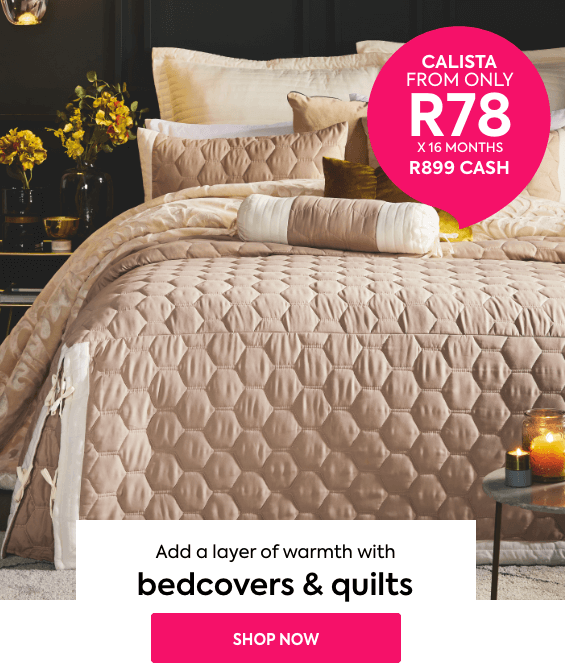 CALISTA
FROM ONLY
R78
X 16 MONTHS
R899 CASH
Add a layer of warmth with
bedcovers & quilts
SHOP NOW